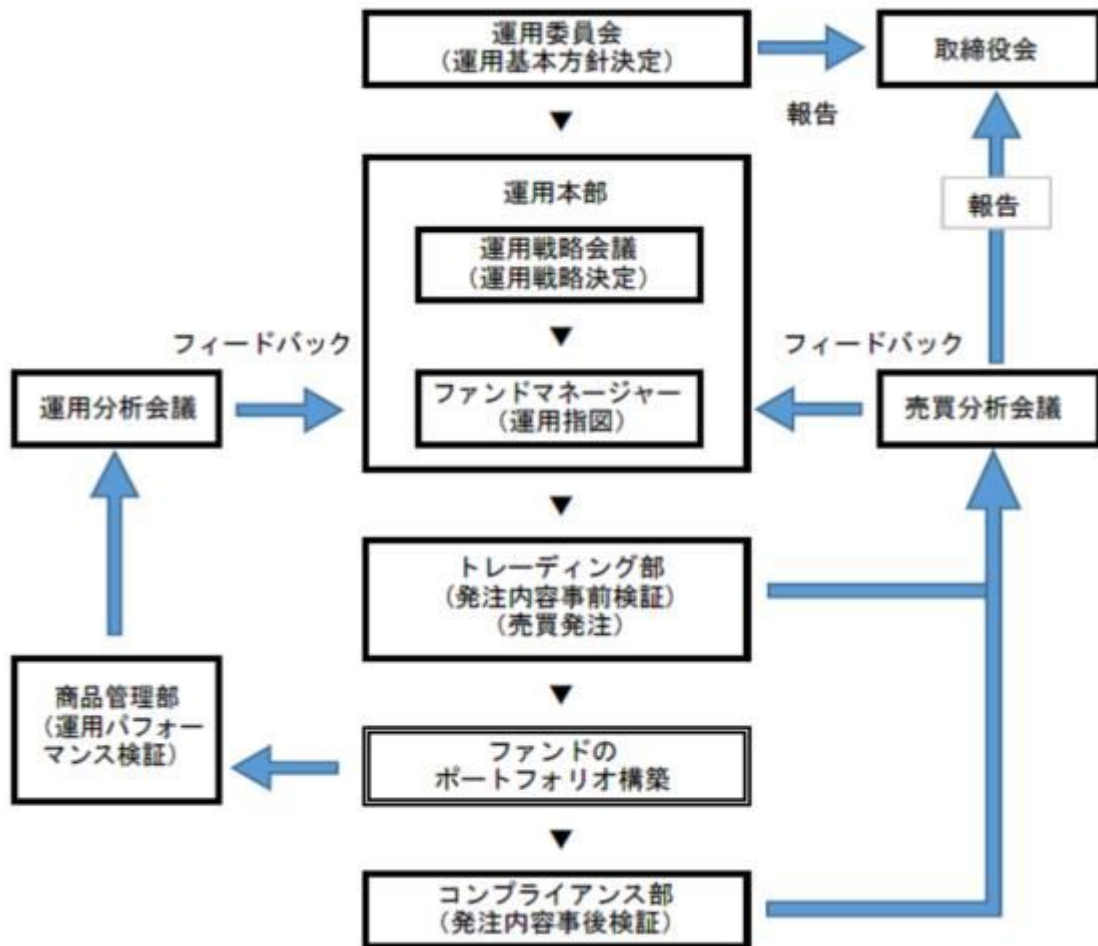 運用委員会
(運用基本方針決定)
取締役会
報告
運用本部
報告
運用戦略会議
(運用戦略決定)
フィードバック
フィードバック
運用分析会議
ファンドマネージャー
(運用指図)
売買分析会議
トレーディング部
(発注内容事前検証)
(売買発注)
商品管理部
(運用パフォー
マンス検証)
ファンドの
ポートフォリオ構築
コンプライアンス部
(発注内容事後検証)